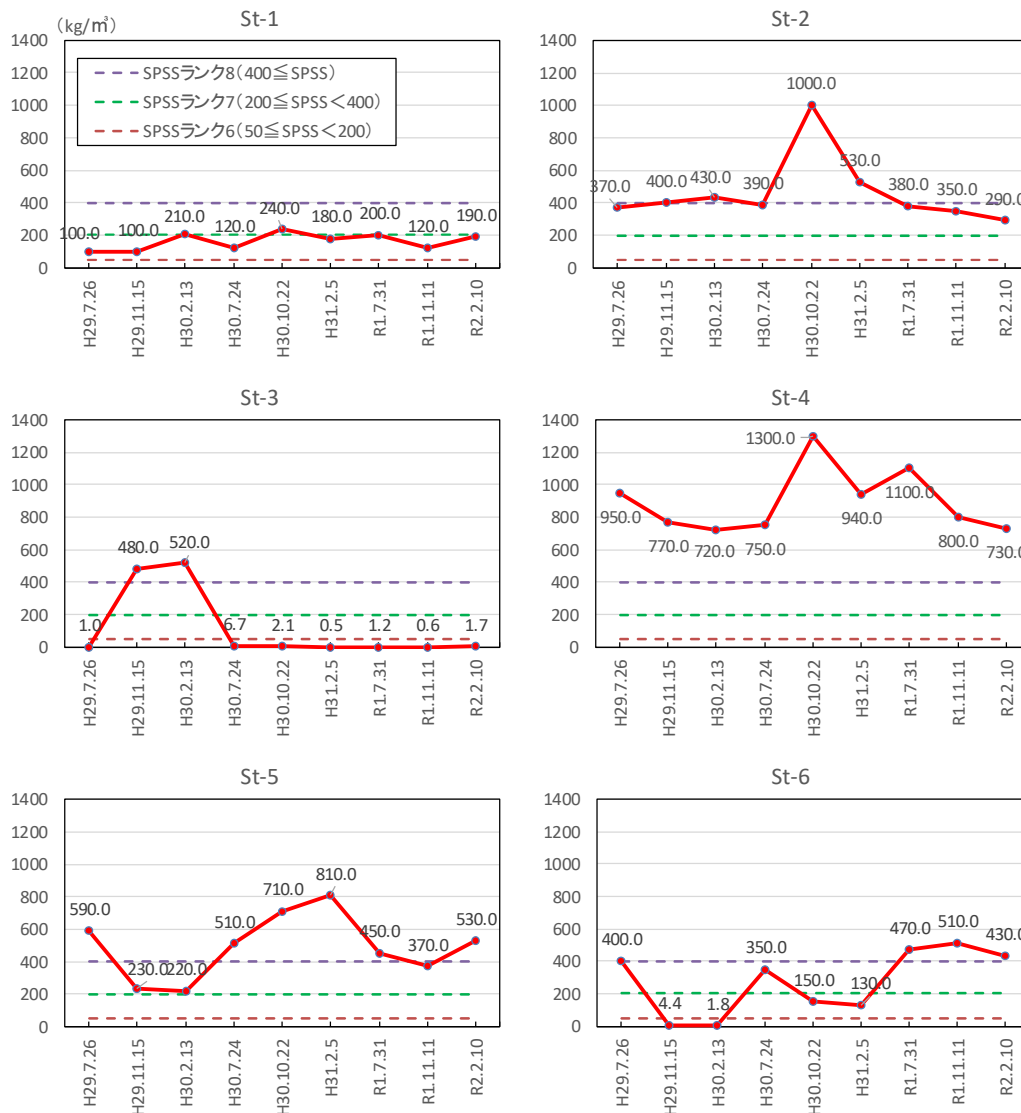 St-1
St-2
(kg/㎥)
1400
1200
1000
800
600
400
200
0
SPSSランク8(400≦SPSS)
SPSSランク7(200≦SPSS<400)
SPSSランク6(50≦SPSS<200)
100.0 100.0 210.0 120.0 240.0 180.0 200.0 120.0 190.0
H29.7.26
H29.11.15
H30.2.13
H30.7.24
H30.10.22
H31.2.5
R1.7.31
R1.11.11
R2.2.10
1400
1200
1000
800
600
400
200
0
370.0 400.0 430.0 390.0 1000.0 530.0 380.0 350.0 290.0
H29.7.26
H29.11.15
H30.2.13
H30.7.24
H30.10.22
H31.2.5
R1.7.31
R1.11.11
R2.2.10
St-3
1400
1200
1000
800
600
400
200
0
1.0 480.0 520.0 6.7 2.1 0.5 1.2 0.6 1.7
H29.7.26
H29.11.15
H30.2.13
H30.7.24
H30.10.22
H31.2.5
R1.7.31
R1.11.11
R2.2.10
St-4
1400
1200
1000
800
600
400
200
0
950.0 770.0 720.0 750.0 1300.0 940.0 1100.0 800.0 730.0
H29.7.26
H29.11.15
H30.2.13
H30.7.24
H30.10.22
H31.2.5
R1.7.31
R1.11.11
R2.2.10
St-5
1400
1200
1000
800
600
400
200
0
590.0 230.0 220.0 510.0 710.0 810.0 450.0 370.0 530.0
H29.7.26
H29.11.15
H30.2.13
H30.7.24
H30.10.22
H31.2.5
R1.7.31
R1.11.11
R2.2.10
St-6
1400
1200
1000
800
600
400
200
0
400.0 4.4 1.8 350.0 150.0 130.0 470.0 510.0 430.0
H29.7.26
H29.11.15
H30.2.13
H30.7.24
H30.10.22
H31.2.5
R1.7.31
R1.11.11
R2.2.10